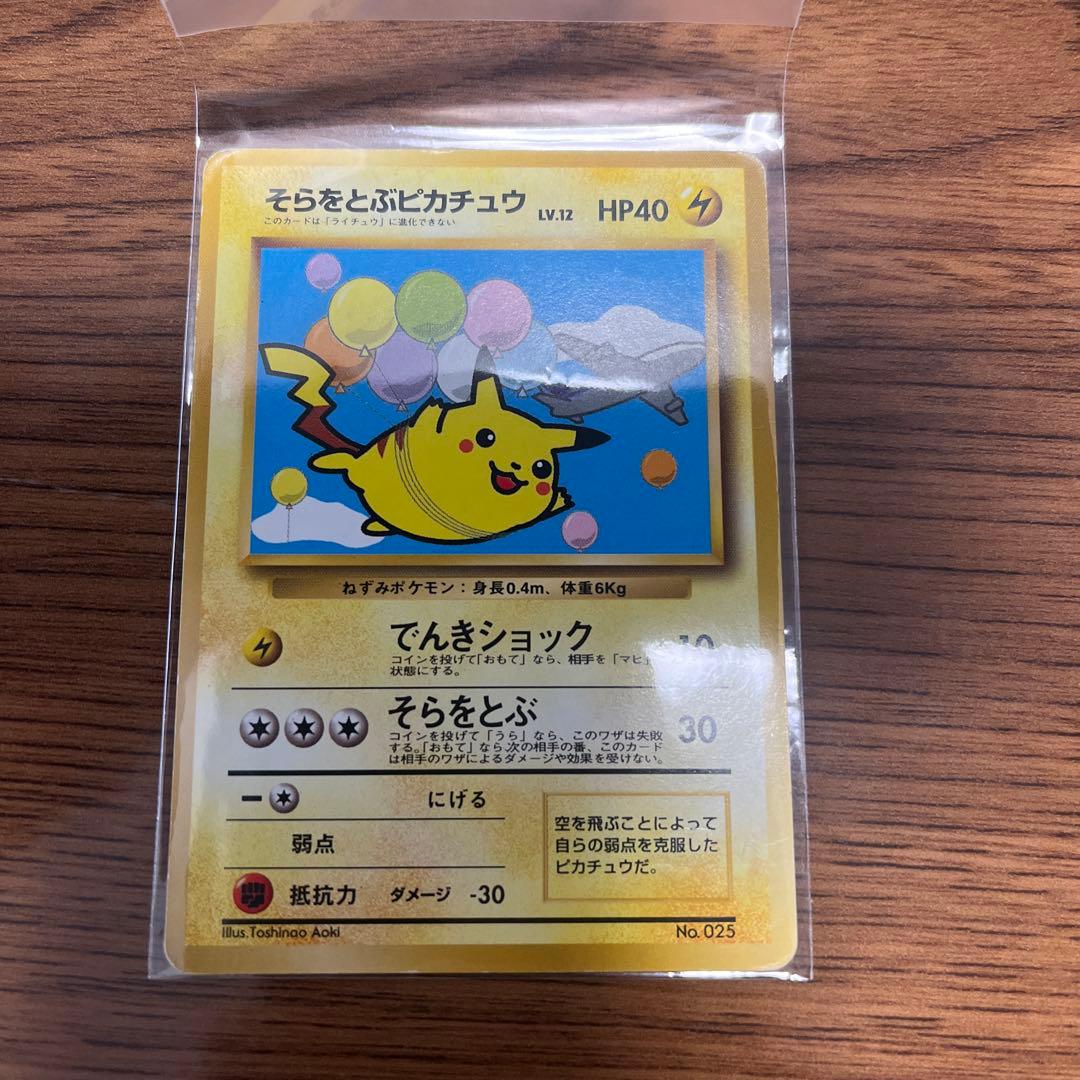 そらをとぶピカチュウ LV.12 HP40
このカードは「ライチュウ」に進化できない
ねずみポケモン：身長0.4m、体重6Kg
でんきショック 10
コインを投げて「おもて」なら、相手を「マヒ」
状態にする。
そらをとぶ 30
コインを投げて「うら」なら、このワザは失敗
する。「おもて」なら、次の相手の番、このカード
は相手のワザによるダメージや効果を受けない。
にげる
弱点
抵抗力 ダメージ -30
空を飛ぶことによって
自らの弱点を克服した
ピカチュウだ。
Illus.Toshinao Aoki No. 025